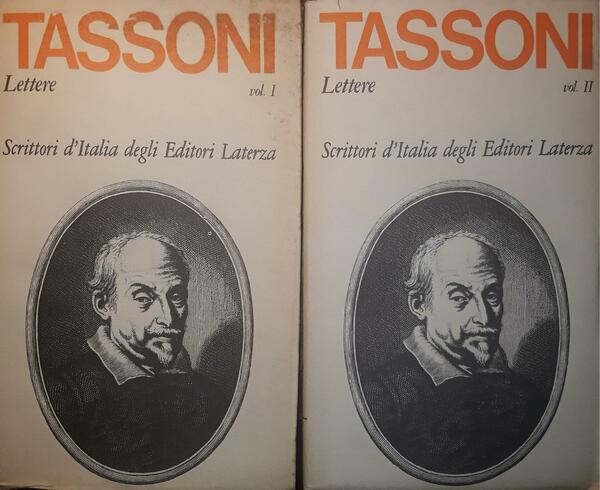 TASSONI
Lettere
vol. I
Scrittori d'Italia degli Editori Laterza
TASSONI
Lettere
vol. II
Scrittori d'Italia degli Editori Laterza